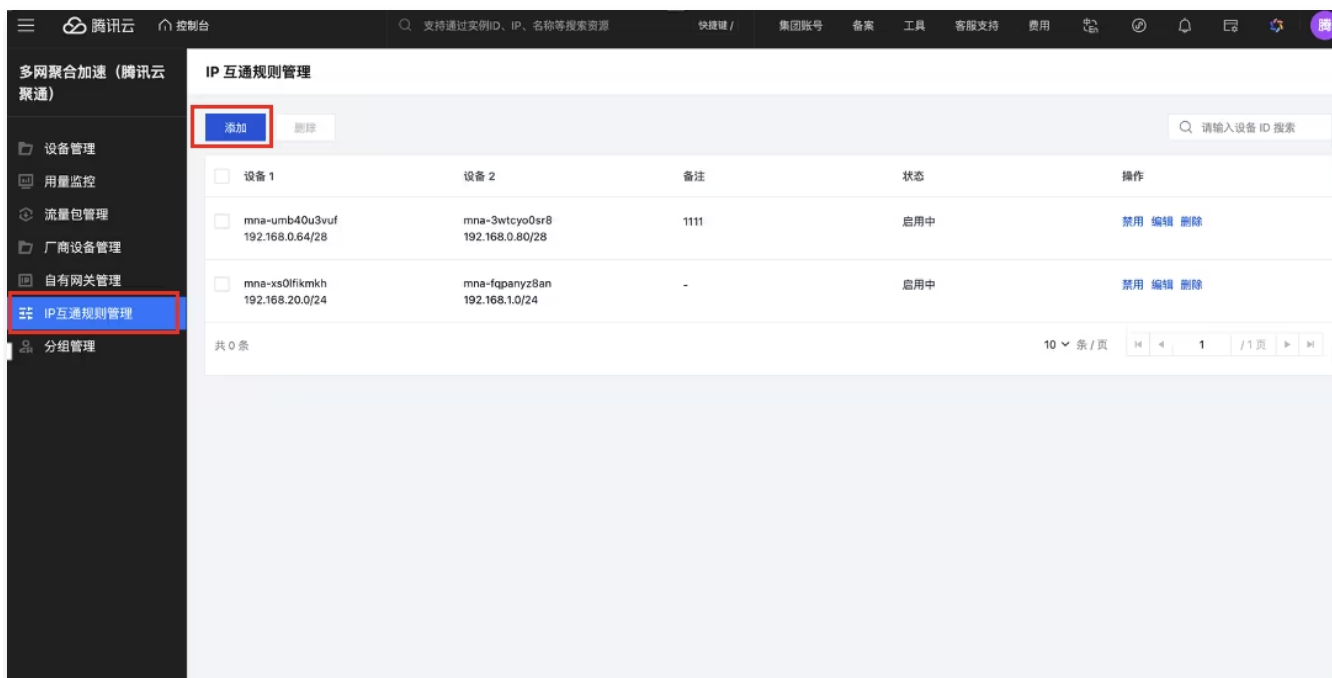 腾讯云 控制台 支持通过实例ID、IP、名称等搜索资源 快捷键 / 集团账号 备案 工具 客服支持 费用 腾
多网聚合加速（腾讯云
聚通）
设备管理
用量监控
流量包管理
厂商设备管理
自有网关管理
IP互通规则管理
分组管理
IP 互通规则管理
添加 删除 请输入设备 ID 搜索
设备 1 设备 2 备注 状态 操作
mna-umb40u3vuf mna-3wtcyo0sr8 1111 启用中 禁用 编辑 删除
192.168.0.64/28 192.168.0.80/28
mna-xs0lfikmkh mna-fqpanyz8an - 启用中 禁用 编辑 删除
192.168.20.0/24 192.168.1.0/24
共 0 条 10 条 / 页 1 / 1 页